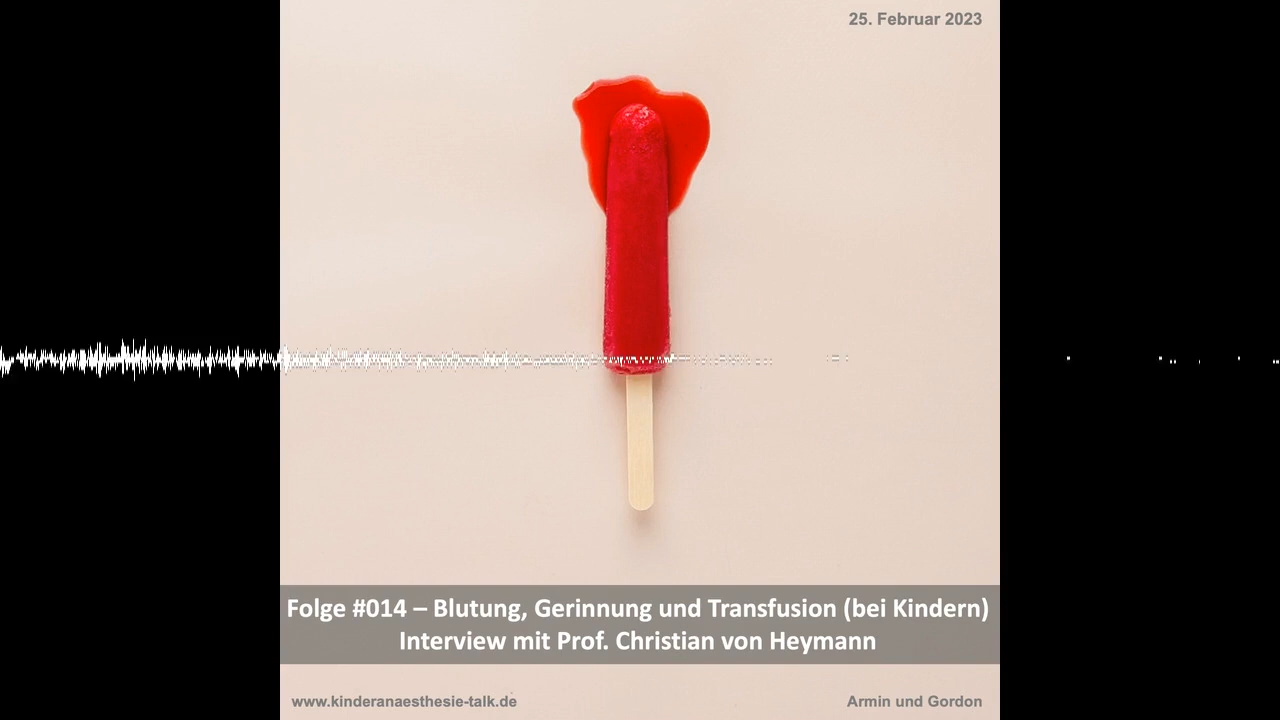 25. Februar 2023
Folge #014 – Blutung, Gerinnung und Transfusion (bei Kindern)
Interview mit Prof. Christian von Heymann
www.kinderanaesthesie-talk.de
Armin und Gordon